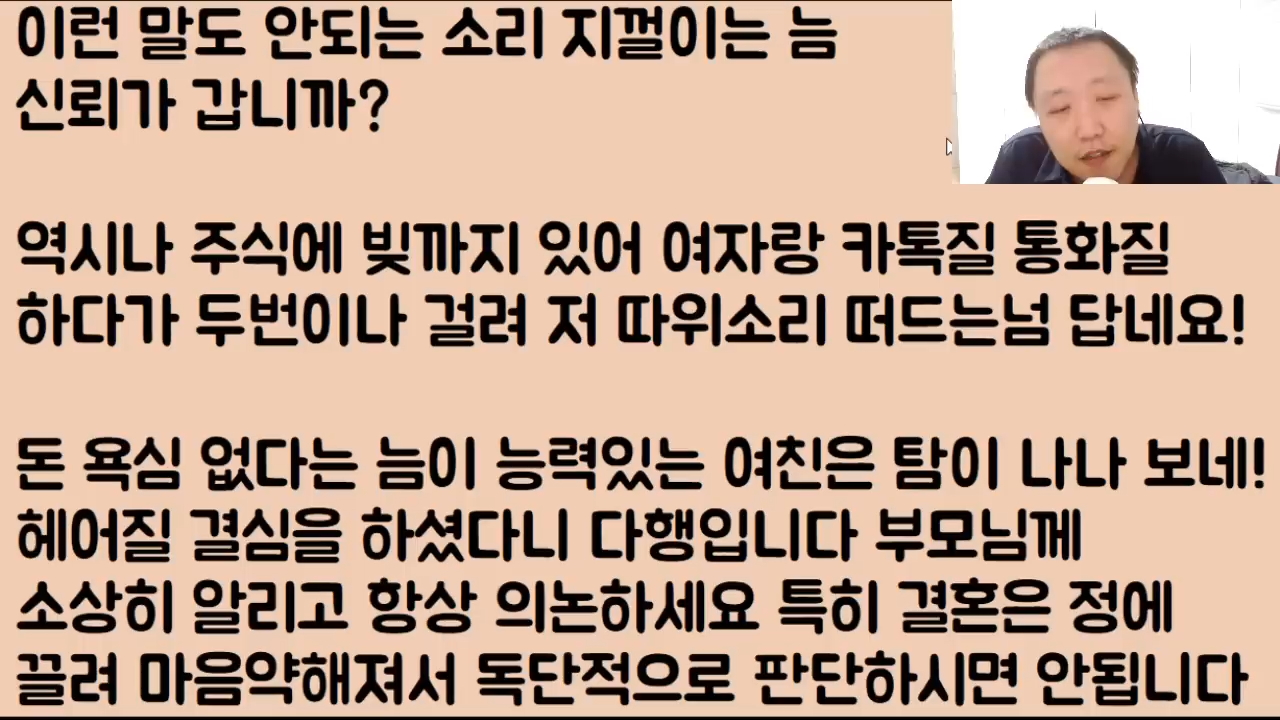 이런 말도 안되는 소리 지껄이는 늠
신뢰가 갑니까?
역시나 주식에 빚까지 있어 여자랑 카톡질 통화질
하다가 두번이나 걸려 저 따위소리 떠드는넘 답네요!
돈 욕심 없다는 늠이 능력있는 여친은 탐이 나나 보네!
헤어질 결심을 하셨다니 다행입니다 부모님께
소상히 알리고 항상 의논하세요 특히 결혼은 정에
끌려 마음약해져서 독단적으로 판단하시면 안됩니다